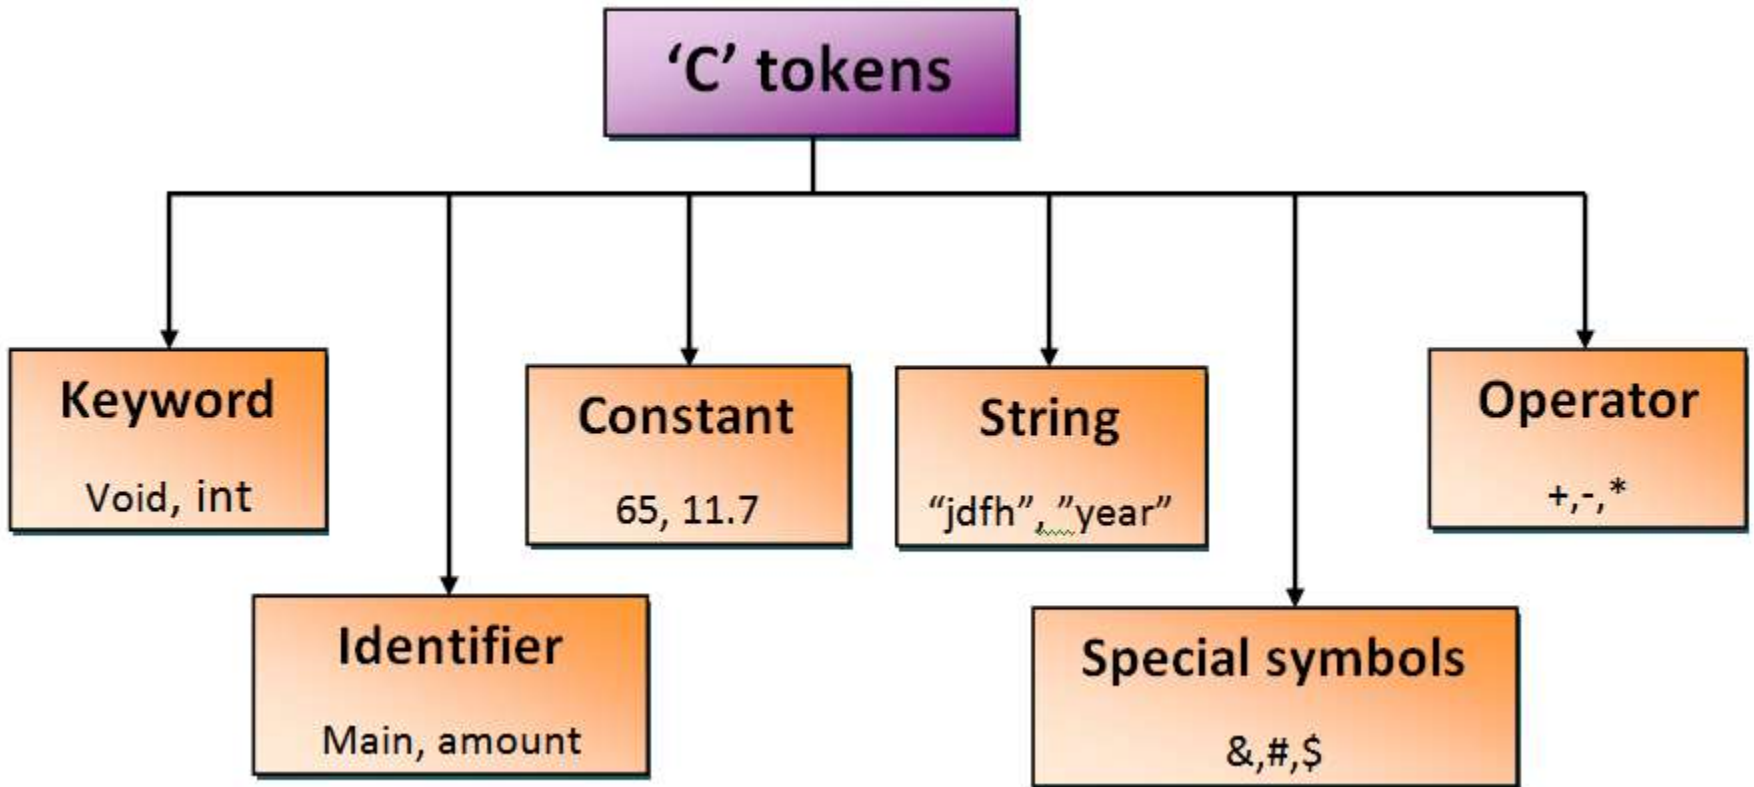 ‘C’ tokens
Keyword
Void, int
Identifier
Main, amount
Constant
65, 11.7
String
“jdfh”, ”year”
Special symbols
&,#,$
Operator
+,-,*